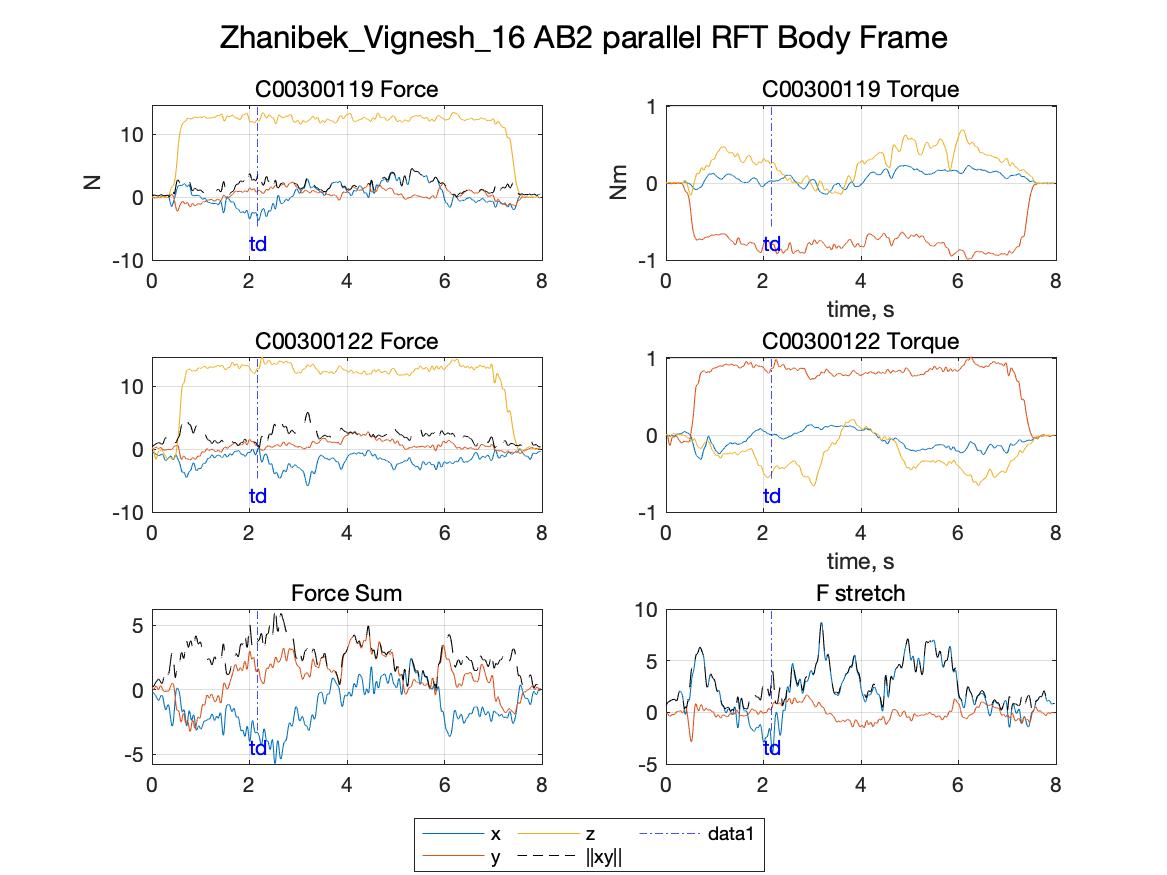 Zhanibek_Vignesh_16 AB2 parallel RFT Body Frame
C00300119 Force
N
10
0
-10
td
0 2 4 6 8
C00300119 Torque
Nm
1
0
-1
td
0 2 4 6 8
time, s
C00300122 Force
10
0
-10
td
0 2 4 6 8
C00300122 Torque
1
0
-1
td
0 2 4 6 8
time, s
Force Sum
5
0
-5
td
0 2 4 6 8
F stretch
10
5
0
-5
td
0 2 4 6 8
x z data1
y ||xy||